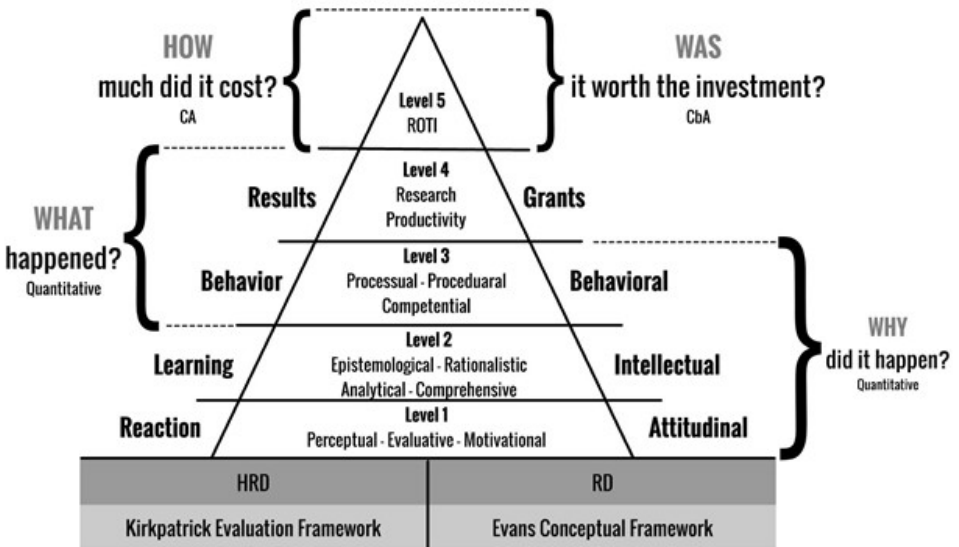 HOW
much did it cost?
CA
WAS
it worth the investment?
CbA
Level 5
ROTI
Level 4
Research
Productivity
Results
Grants
WHAT
happened?
Quantitative
Level 3
Processual - Proceduaral
Competential
Behavior
Behavioral
Level 2
Epistemological - Rationalistic
Analytical - Comprehensive
Learning
Intellectual
WHY
did it happen?
Quantitative
Level 1
Perceptual - Evaluative - Motivational
Reaction
Attitudinal
HRD
RD
Kirkpatrick Evaluation Framework
Evans Conceptual Framework